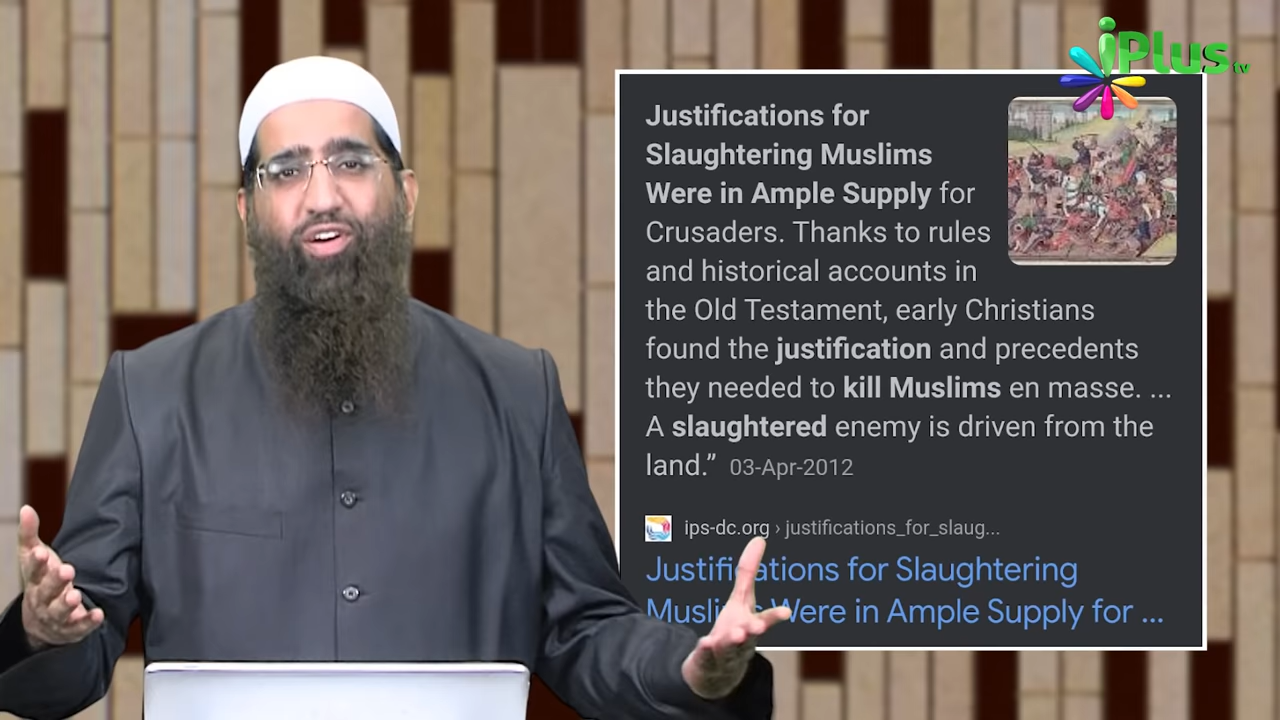 iPlus tv
Justifications for
Slaughtering Muslims
Were in Ample Supply for
Crusaders. Thanks to rules
and historical accounts in
the Old Testament, early Christians
found the justification and precedents
they needed to kill Muslims en masse. ...
A slaughtered enemy is driven from the
land.” 03-Apr-2012
ips-dc.org › justifications_for_slaug...
Justifications for Slaughtering
Muslims Were in Ample Supply for ...